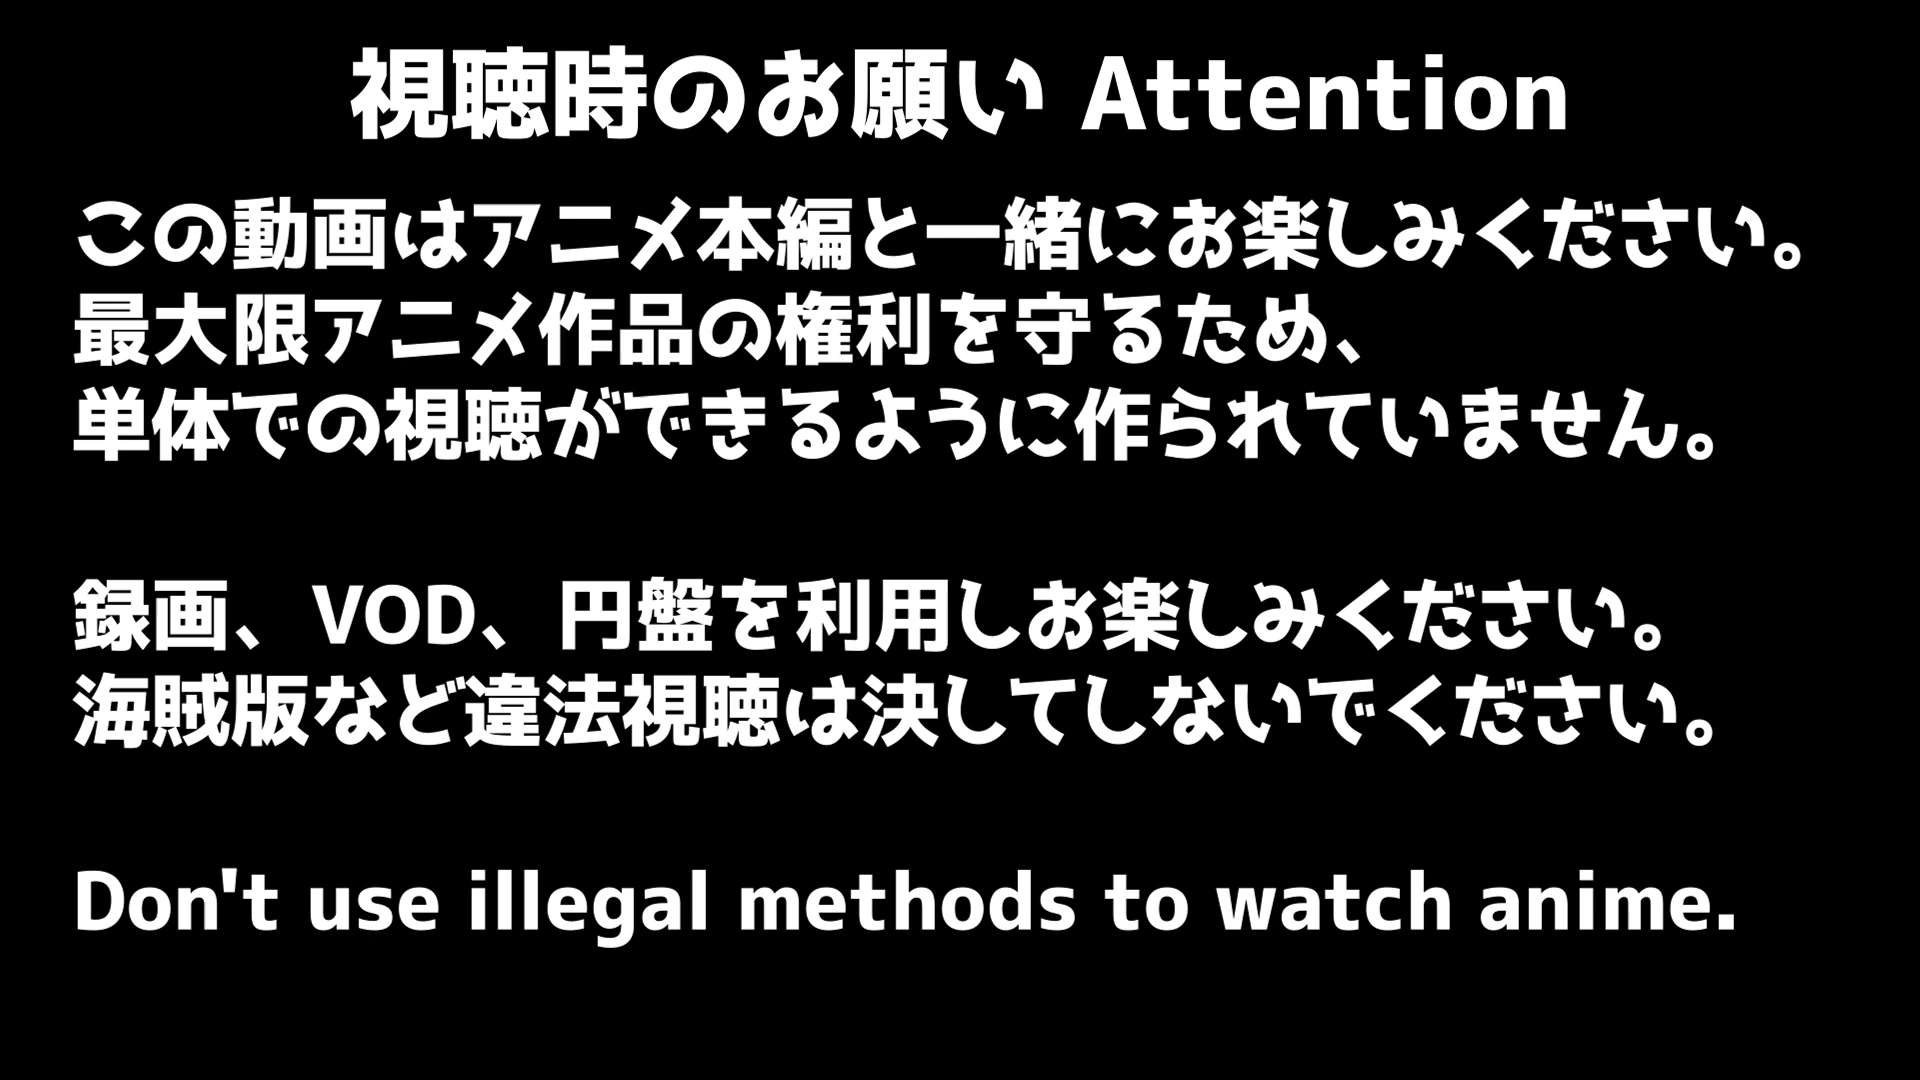 視聴時のお願い Attention
この動画はアニメ本編と一緒にお楽しみください。
最大限アニメ作品の権利を守るため、
単体での視聴ができるように作られていません。
録画、VOD、円盤を利用しお楽しみください。
海賊版など違法視聴は決してしないでください。
Don't use illegal methods to watch anime.